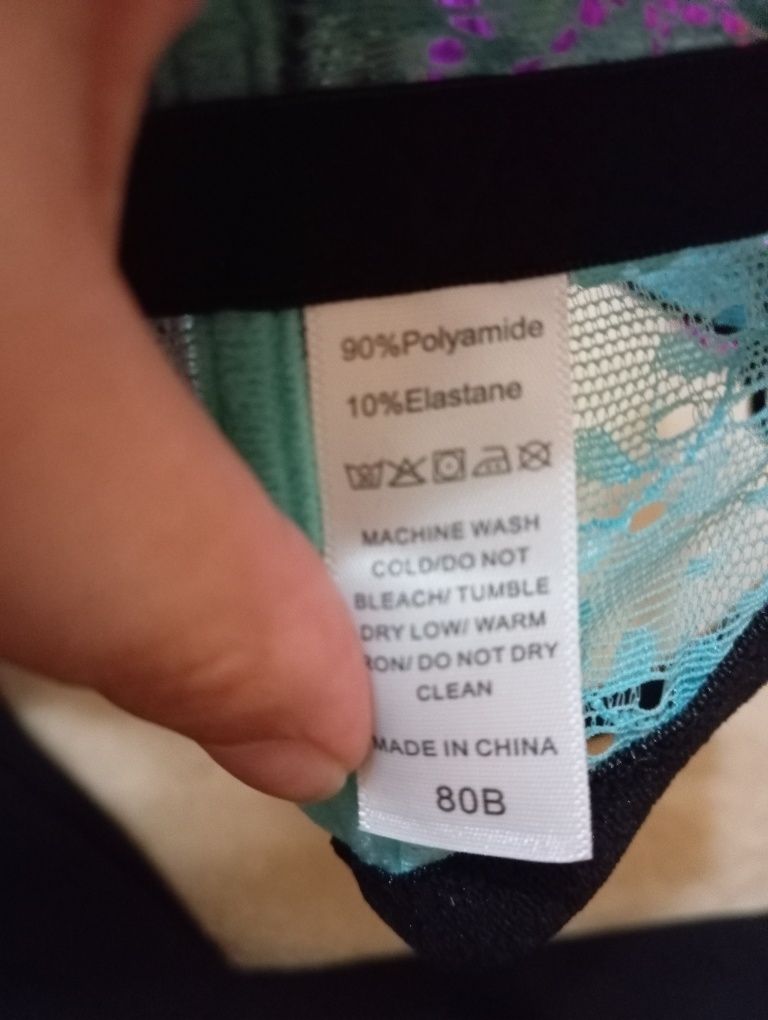 90%Polyamide
10%Elastane
MACHINE WASH
COLD/DO NOT
BLEACH/ TUMBLE
DRY LOW/ WARM
IRON/ DO NOT DRY
CLEAN
MADE IN CHINA
80B